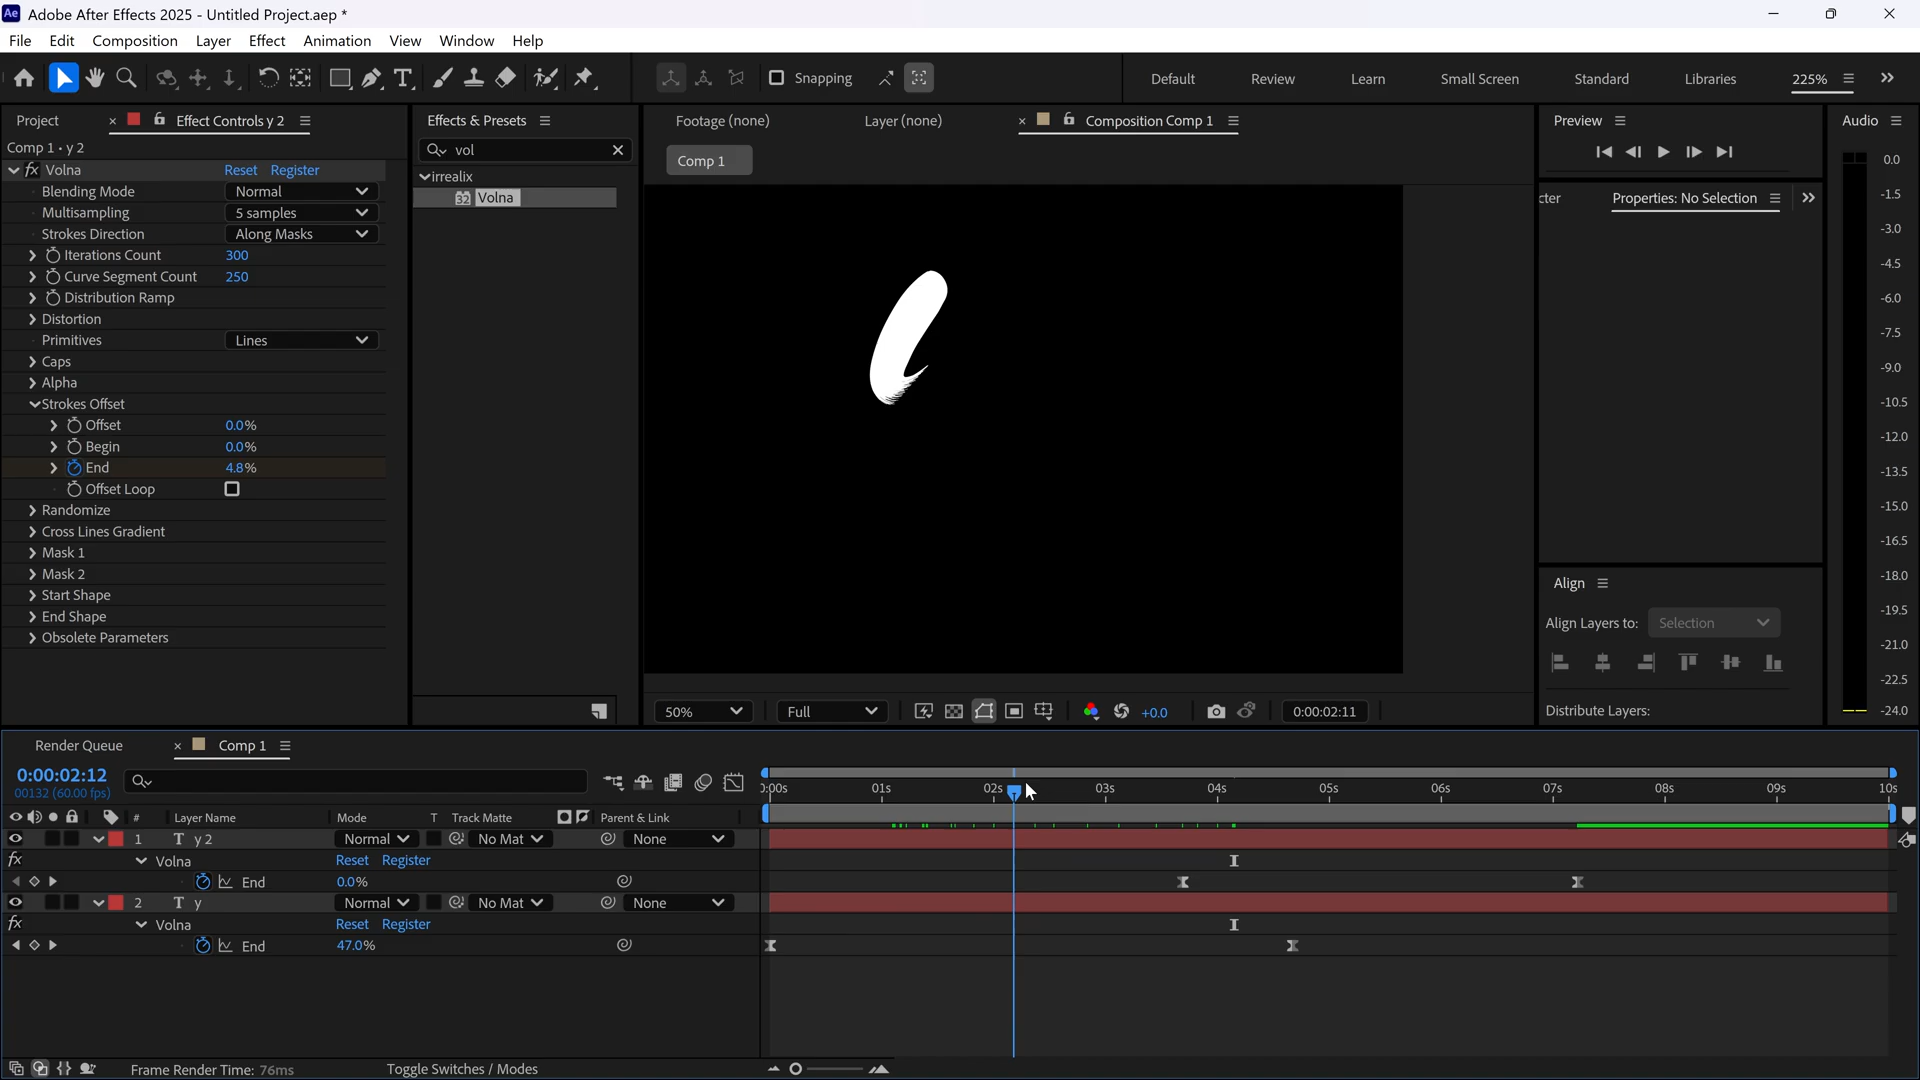 Ae Adobe After Effects 2025 - Untitled Project.aep *
File Edit Composition Layer Effect Animation View Window Help
Snapping Default Review Learn Small Screen Standard Libraries 225%
Project × Effect Controls y 2
Comp 1 • y 2
fx Volna Reset Register
Blending Mode Normal
Multisampling 5 samples
Strokes Direction Along Masks
Iterations Count 300
Curve Segment Count 250
Distribution Ramp
Distortion
Primitives Lines
Caps
Alpha
Strokes Offset
Offset 0.0%
Begin 0.0%
End 4.8%
Offset Loop
Randomize
Cross Lines Gradient
Mask 1
Mask 2
Start Shape
End Shape
Obsolete Parameters
Effects & Presets
vol
irrealix
32 Volna
Footage (none) Layer (none) × Composition Comp 1
Comp 1
50% Full +0.0 0:00:02:11
Preview
cter Properties: No Selection
Align
Align Layers to: Selection
Distribute Layers:
Audio
0.0
-1.5
-3.0
-4.5
-6.0
-7.5
-9.0
-10.5
-12.0
-13.5
-15.0
-16.5
-18.0
-19.5
-21.0
-22.5
-24.0
Render Queue × Comp 1
0:00:02:12
00132 (60.00 fps)
):00s 01s 02s 03s 04s 05s 06s 07s 08s 09s 10s
# Layer Name Mode T Track Matte Parent & Link
1 T y 2 Normal No Mat None
fx Volna Reset Register
End 0.0%
2 T y Normal No Mat None
fx Volna Reset Register
End 47.0%
Frame Render Time: 76ms Toggle Switches / Modes